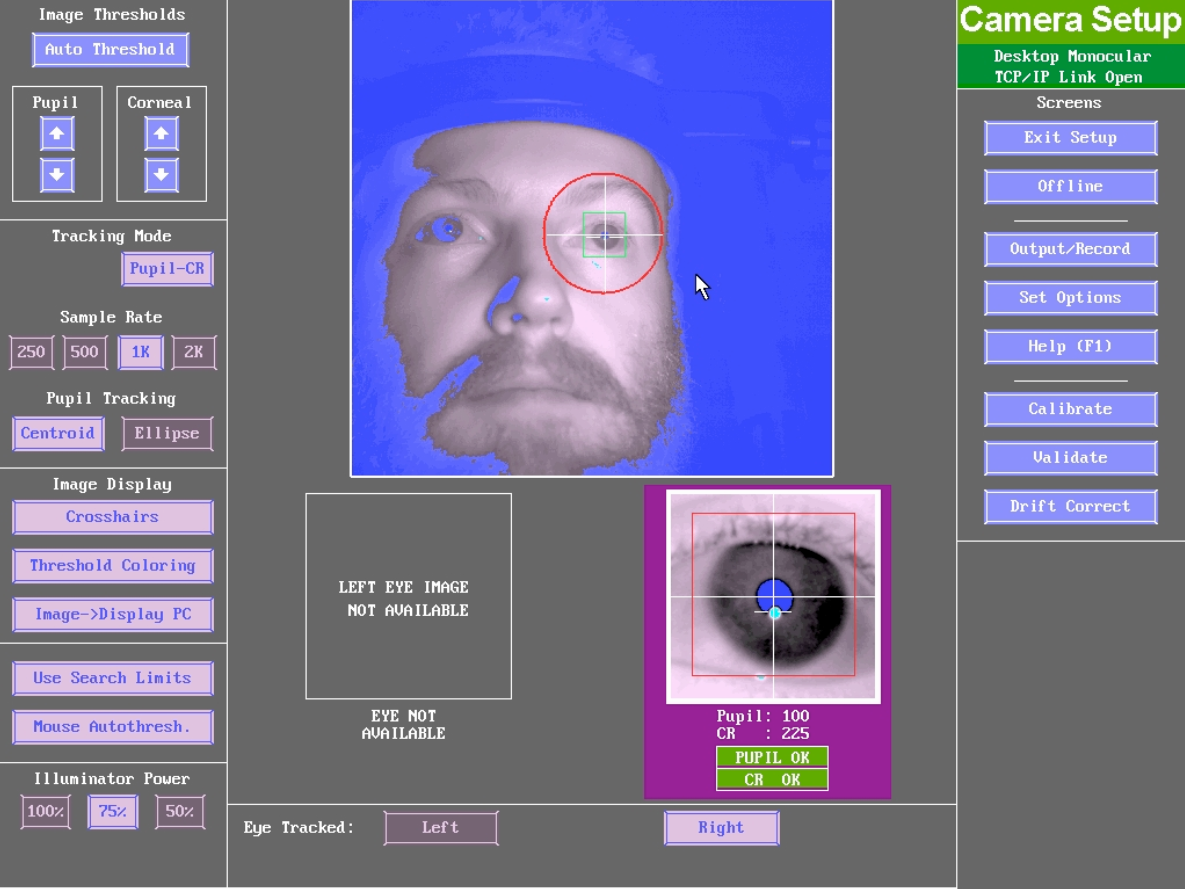 Image Thresholds
Auto Threshold
Pupil
Corneal
Tracking Mode
Pupil-CR
Sample Rate
250 500 1K 2K
Pupil Tracking
Centroid Ellipse
Image Display
Crosshairs
Threshold Coloring
Image->Display PC
Use Search Limits
Mouse Autothresh.
Illuminator Power
100% 75% 50%
LEFT EYE IMAGE
NOT AVAILABLE
EYE NOT
AVAILABLE
Pupil: 100
CR : 225
PUPIL OK
CR OK
Eye Tracked: Left Right
Camera Setup
Desktop Monocular
TCP/IP Link Open
Screens
Exit Setup
Offline
Output/Record
Set Options
Help (F1)
Calibrate
Validate
Drift Correct